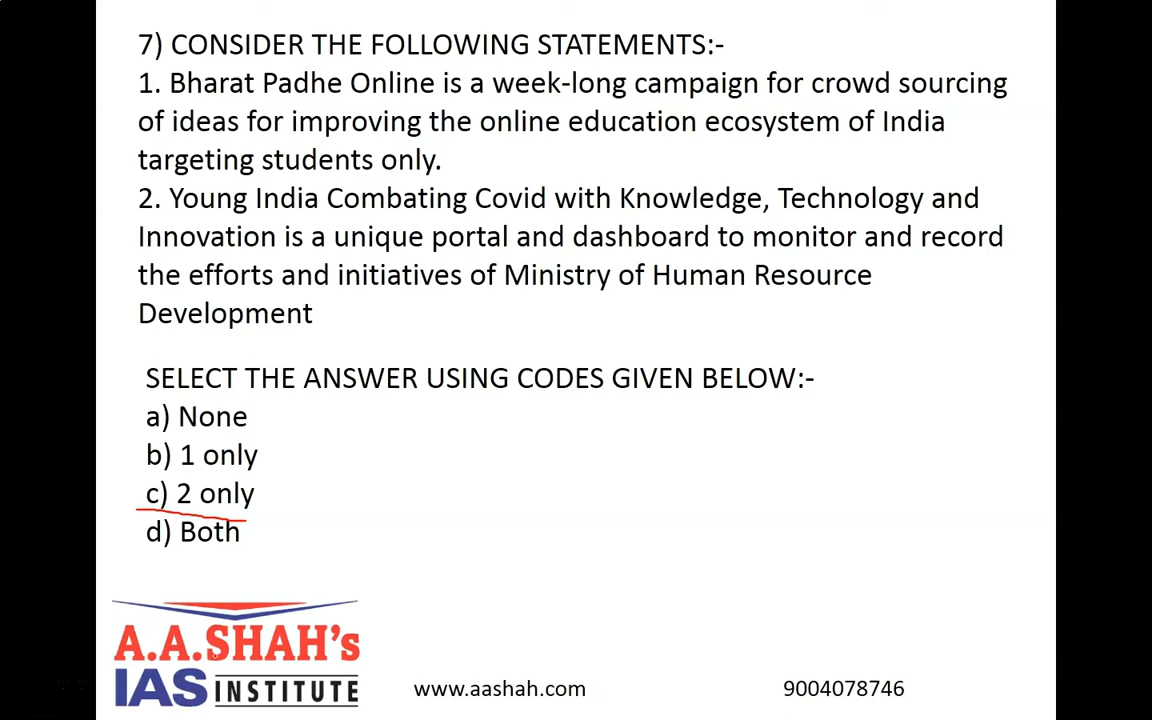 7) CONSIDER THE FOLLOWING STATEMENTS:-
1. Bharat Padhe Online is a week-long campaign for crowd sourcing
of ideas for improving the online education ecosystem of India
targeting students only.
2. Young India Combating Covid with Knowledge, Technology and
Innovation is a unique portal and dashboard to monitor and record
the efforts and initiatives of Ministry of Human Resource
Development
SELECT THE ANSWER USING CODES GIVEN BELOW:-
a) None
b) 1 only
c) 2 only
d) Both
A.A.SHAH's
IAS INSTITUTE
www.aashah.com
9004078746